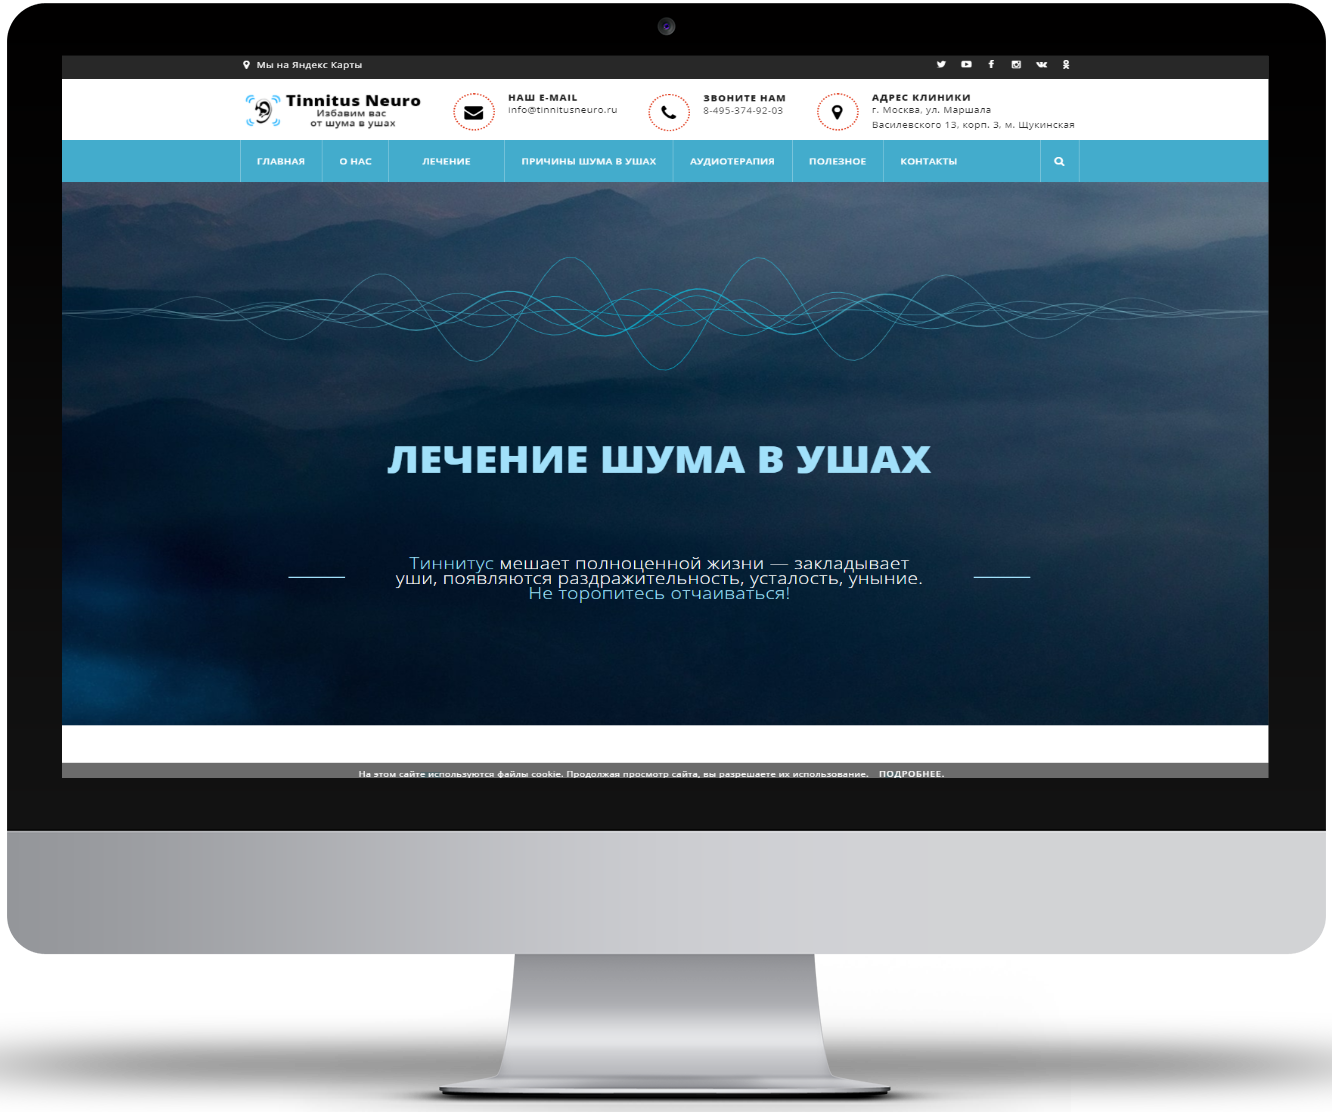 Мы на Яндекс Карты
Tinnitus Neuro
Избавим вас
от шума в ушах
НАШ E-MAIL
info@tinnitusneuro.ru
ЗВОНИТЕ НАМ
8-495-374-92-03
АДРЕС КЛИНИКИ
г. Москва, ул. Маршала
Василевского 13, корп. 3, м. Щукинская
ГЛАВНАЯ
О НАС
ЛЕЧЕНИЕ
ПРИЧИНЫ ШУМА В УШАХ
АУДИОТЕРАПИЯ
ПОЛЕЗНОЕ
КОНТАКТЫ
ЛЕЧЕНИЕ ШУМА В УШАХ
Тиннитус мешает полноценной жизни — закладывает
уши, появляются раздражительность, усталость, уныние.
Не торопитесь отчаиваться!
На этом сайте используются файлы cookie. Продолжая просмотр сайта, вы разрешаете их использование. ПОДРОБНЕЕ.